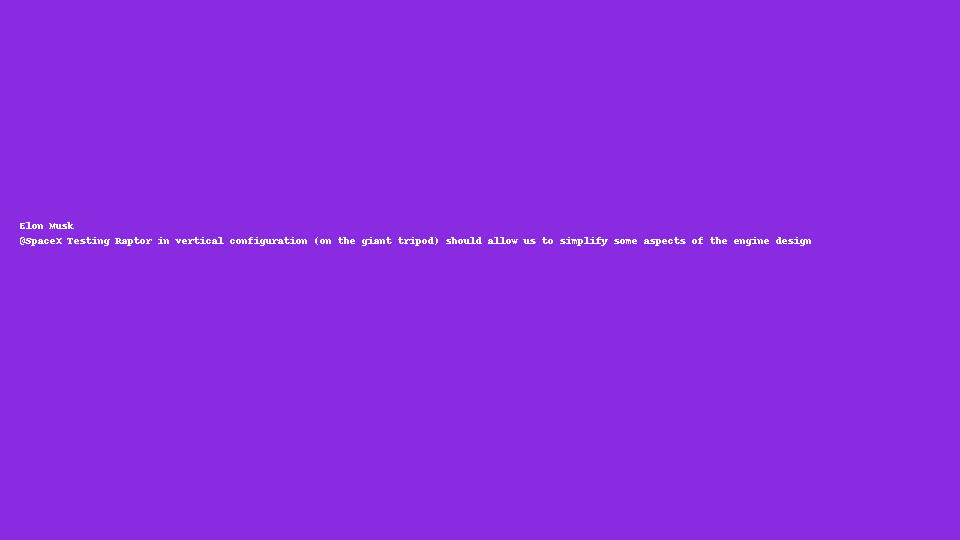 Elon Musk
@SpaceX Testing Raptor in vertical configuration (on the giant tripod) should allow us to simplify some aspects of the engine design